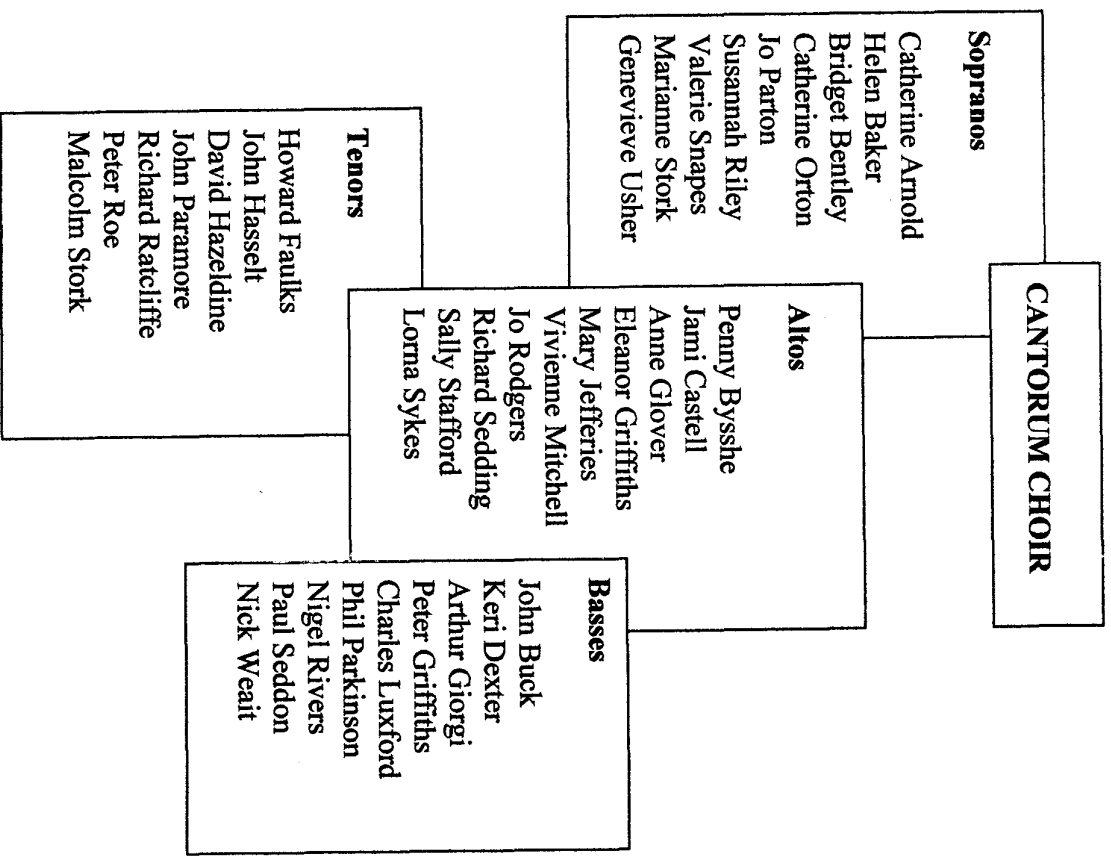 CANTORUM CHOIR
Sopranos
Catherine Arnold
Helen Baker
Bridget Bentley
Catherine Orton
Jo Parton
Susannah Riley
Valerie Snapes
Marianne Stork
Genevieve Usher
Altos
Penny Bysshe
Jami Castell
Anne Glover
Eleanor Griffiths
Mary Jefferies
Vivienne Mitchell
Jo Rodgers
Richard Sedding
Sally Stafford
Lorna Sykes
Tenors
Howard Faulks
John Hasselt
David Hazeldine
John Paramore
Richard Ratcliffe
Peter Roe
Malcolm Stork
Basses
John Buck
Keri Dexter
Arthur Giorgi
Peter Griffiths
Charles Luxford
Phil Parkinson
Nigel Rivers
Paul Seddon
Nick Weait